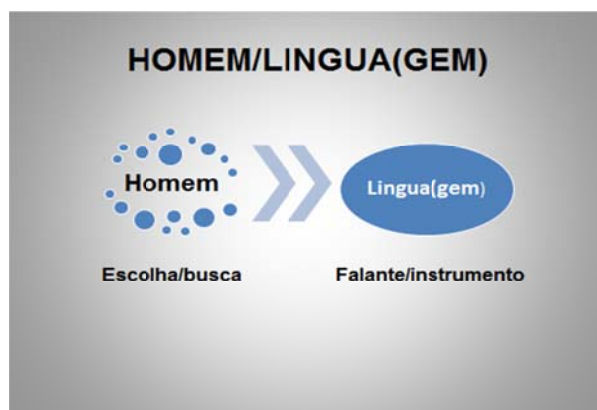 HOMEM/LINGUA(GEM)
Homem
Lingua(gem)
Escolha/busca
Falante/instrumento